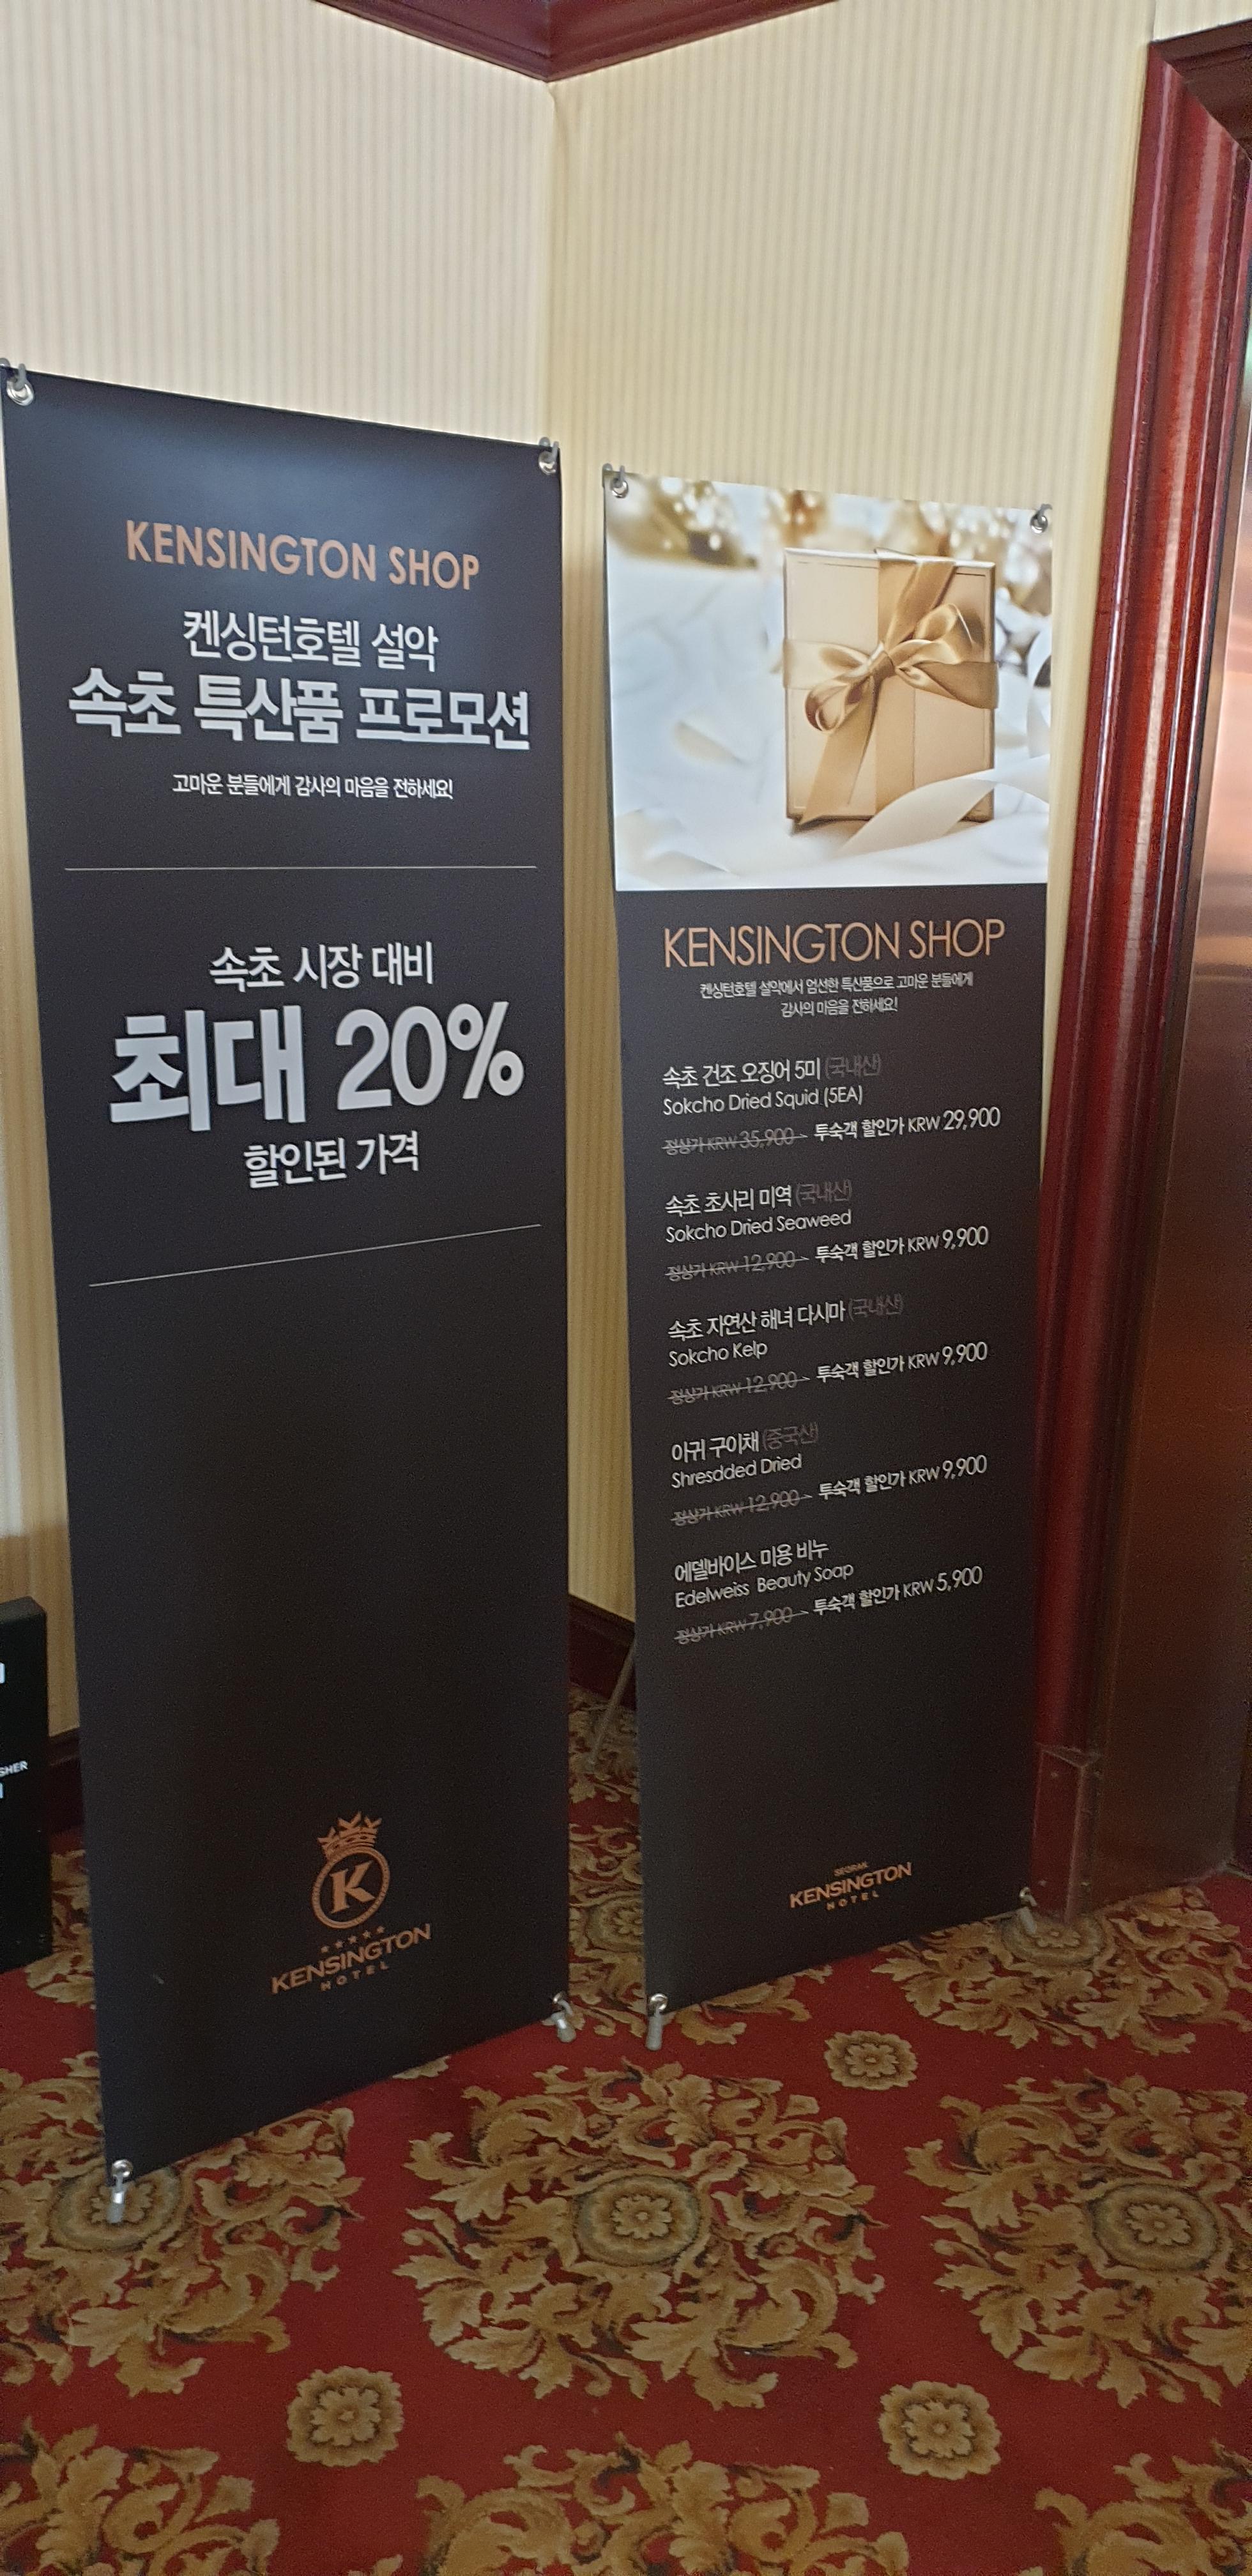 KENSINGTON SHOP
켄싱턴호텔 설악
속초 특산품 프로모션
고마운 분들에게 감사의 마음을 전하세요!
속초 시장 대비
최대 20%
할인된 가격
K
KENSINGTON
HOTEL
KENSINGTON SHOP
켄싱턴호텔 설악에서 엄선한 특산품으로 고마운 분들에게
감사의 마음을 전하세요!
속초 건조 오징어 5미 (국내산)
Sokcho Dried Squid (5EA)
정상가 KRW 35,900 → 투숙객 할인가 KRW 29,900
속초 초사리 미역 (국내산)
Sokcho Dried Seaweed
정상가 KRW 12,900 → 투숙객 할인가 KRW 9,900
속초 자연산 해녀 다시마 (국내산)
Sokcho Kelp
정상가 KRW 12,900 → 투숙객 할인가 KRW 9,900
아귀 구이채 (중국산)
Shresdded Dried
정상가 KRW 12,900 → 투숙객 할인가 KRW 9,900
에델바이스 미용 비누
Edelweiss Beauty Soap
정상가 KRW 7,900 → 투숙객 할인가 KRW 5,900
SEORAK
KENSINGTON
HOTEL